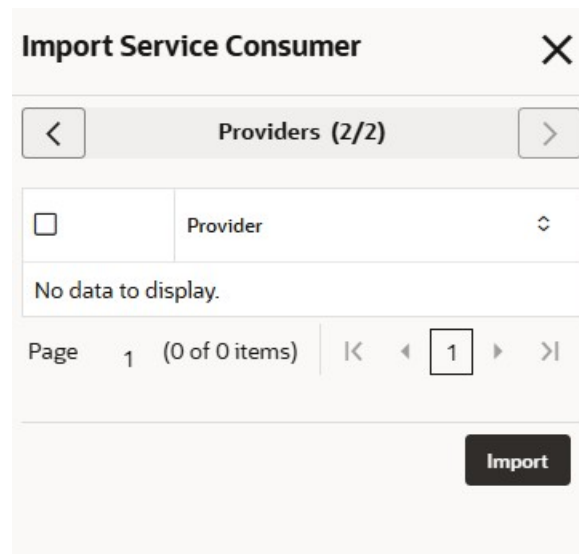 Import Service Consumer
Providers (2/2)
Provider
No data to display.
Page 1 (0 of 0 items) 1
Import